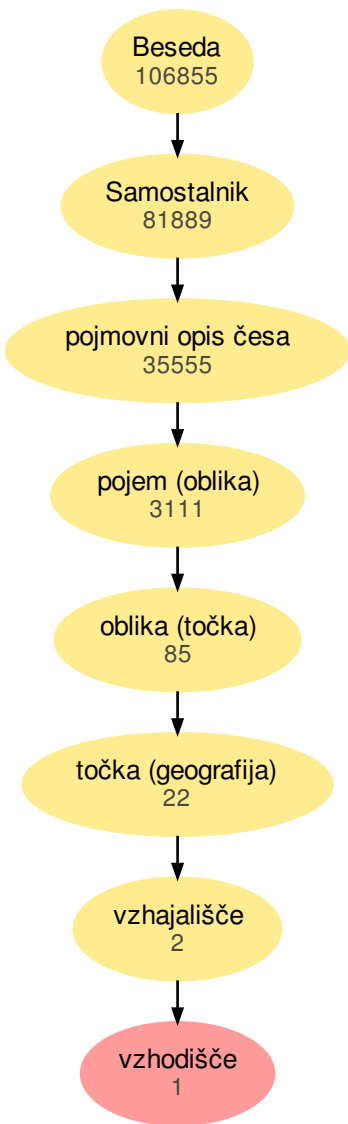 Beseda
106855
Samostalnik
81889
pojmovni opis česa
35555
pojem (oblika)
3111
oblika (točka)
85
točka (geografija)
22
vzhajališče
2
vzhodišče
1